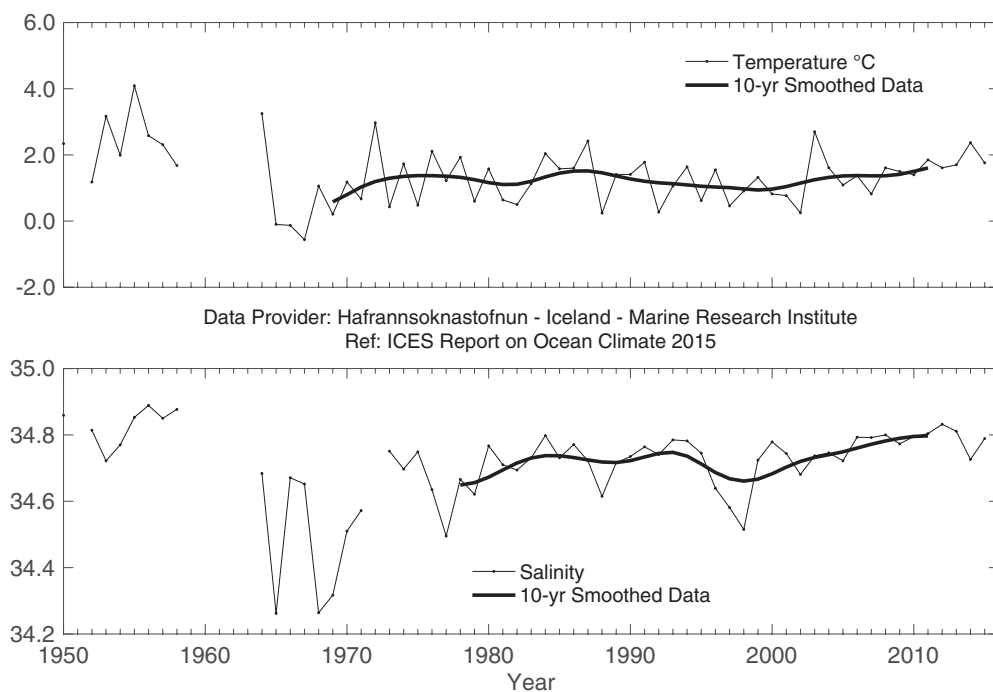 6.0
4.0
2.0
0.0
-2.0
Temperature °C
10-yr Smoothed Data
Data Provider: Hafrannsoknastofnun - Iceland - Marine Research Institute
Ref: ICES Report on Ocean Climate 2015
35.0
34.8
34.6
34.4
34.2
Salinity
10-yr Smoothed Data
1950 1960 1970 1980 1990 2000 2010
Year